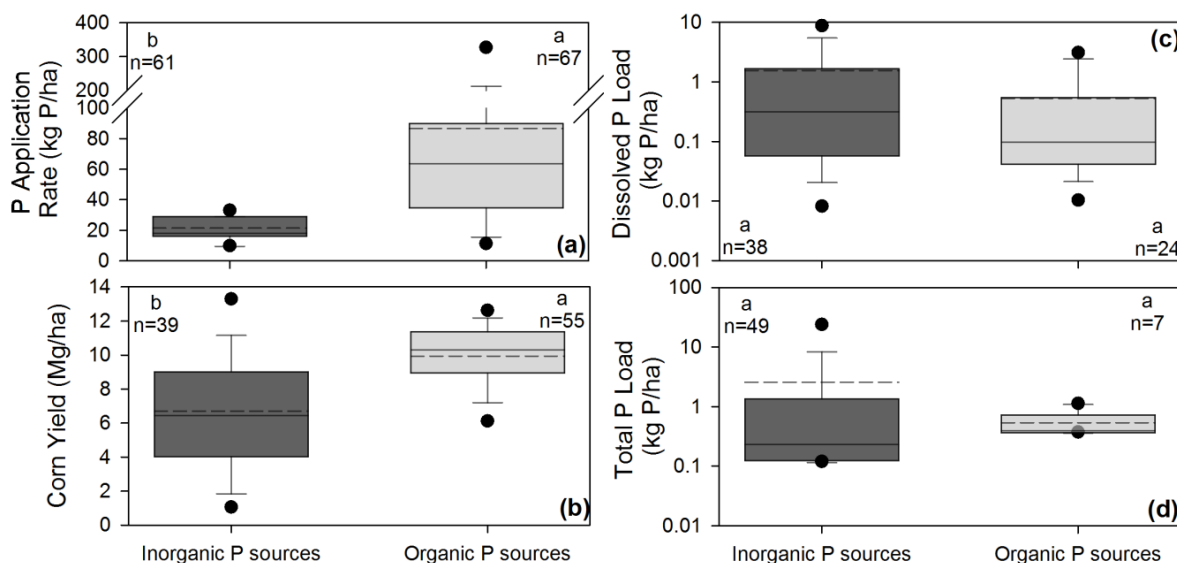 400
300
200
100
80
60
40
20
0
P Application
Rate (kg P/ha)
b
n=61
a
n=67
(a)
10
1
0.1
0.01
0.001
Dissolved P Load
(kg P/ha)
(c)
a
n=38
a
n=24
14
12
10
8
6
4
2
0
Corn Yield (Mg/ha)
b
n=39
a
n=55
(b)
Inorganic P sources
Organic P sources
100
10
1
0.1
0.01
Total P Load
(kg P/ha)
a
n=49
a
n=7
(d)
Inorganic P sources
Organic P sources